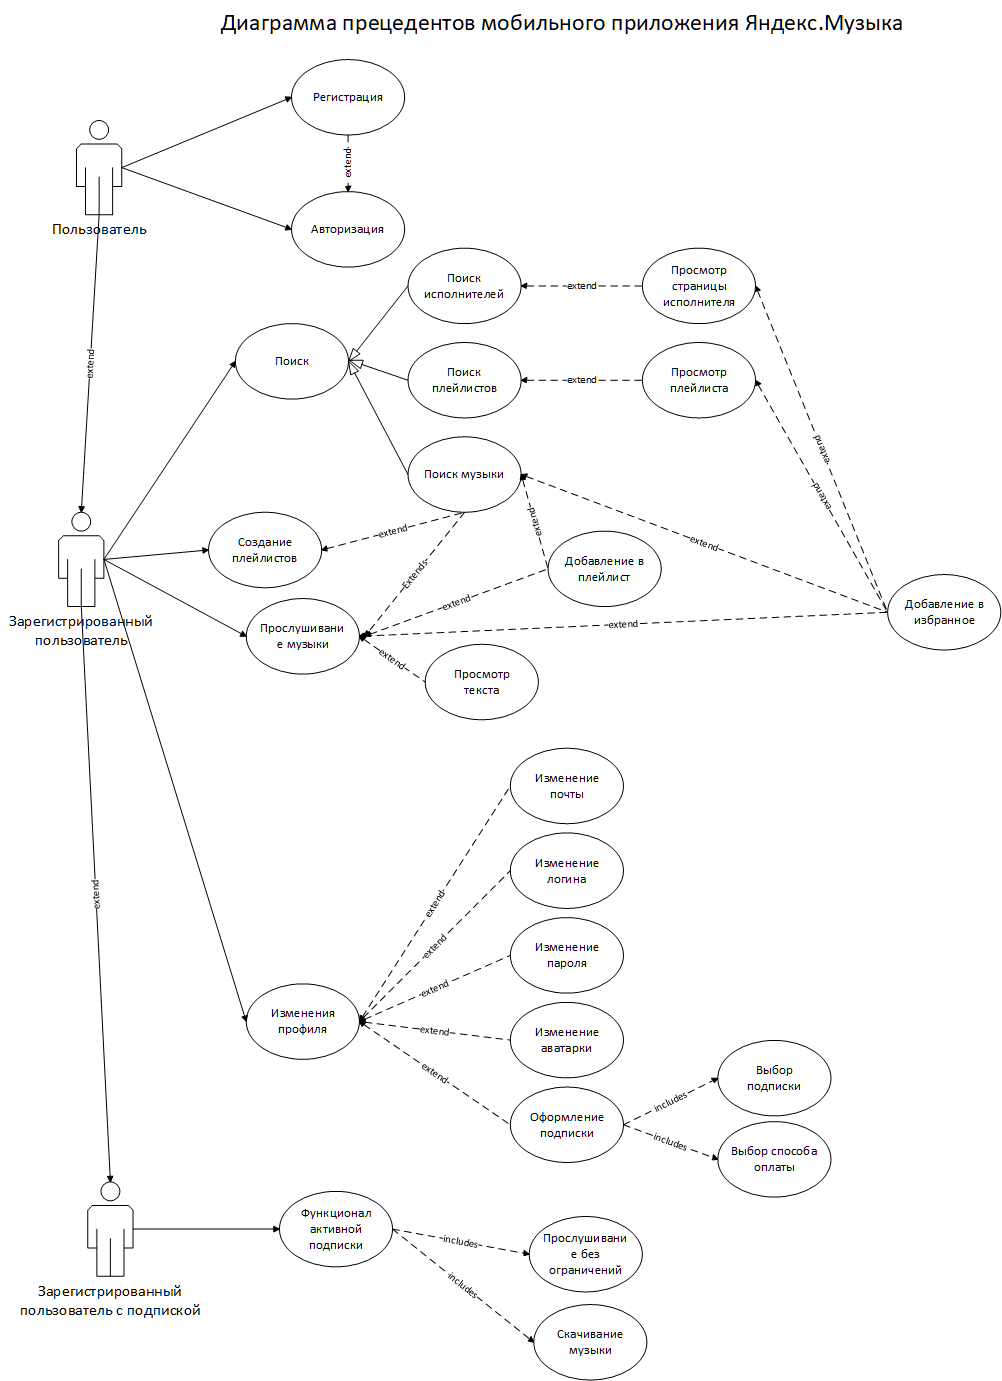 Диаграмма прецедентов мобильного приложения Яндекс.Музыка
Регистрация
extend
Авторизация
Пользователь
extend
Поиск
исполнителей
extend
Просмотр
страницы
исполнителя
Поиск
Поиск
плейлистов
extend
Просмотр
плейлиста
extend
extend
Поиск музыки
extend
extend
extend
Создание
плейлистов
Extends
Добавление в
плейлист
extend
Добавление в
избранное
extend
Зарегистрированный
пользователь
Прослушивани
е музыки
extend
Просмотр
текста
Изменение
почты
extend
Изменение
логина
extend
extend
Изменение
пароля
extend
Изменения
профиля
extend
Изменение
аватарки
extend
Оформление
подписки
includes
Выбор
подписки
includes
Выбор способа
оплаты
Зарегистрированный
пользователь с подпиской
Функционал
активной
подписки
includes
Прослушивани
е без
ограничений
includes
Скачивание
музыки